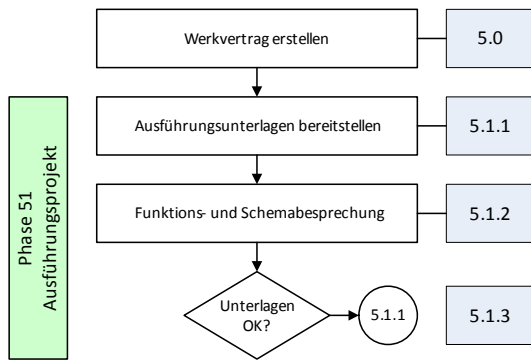 Werkvertrag erstellen
5.0
Ausführungsunterlagen bereitstellen
5.1.1
Phase 51
Ausführungsprojekt
Funktions- und Schemabesprechung
5.1.2
Unterlagen
OK?
5.1.1
5.1.3